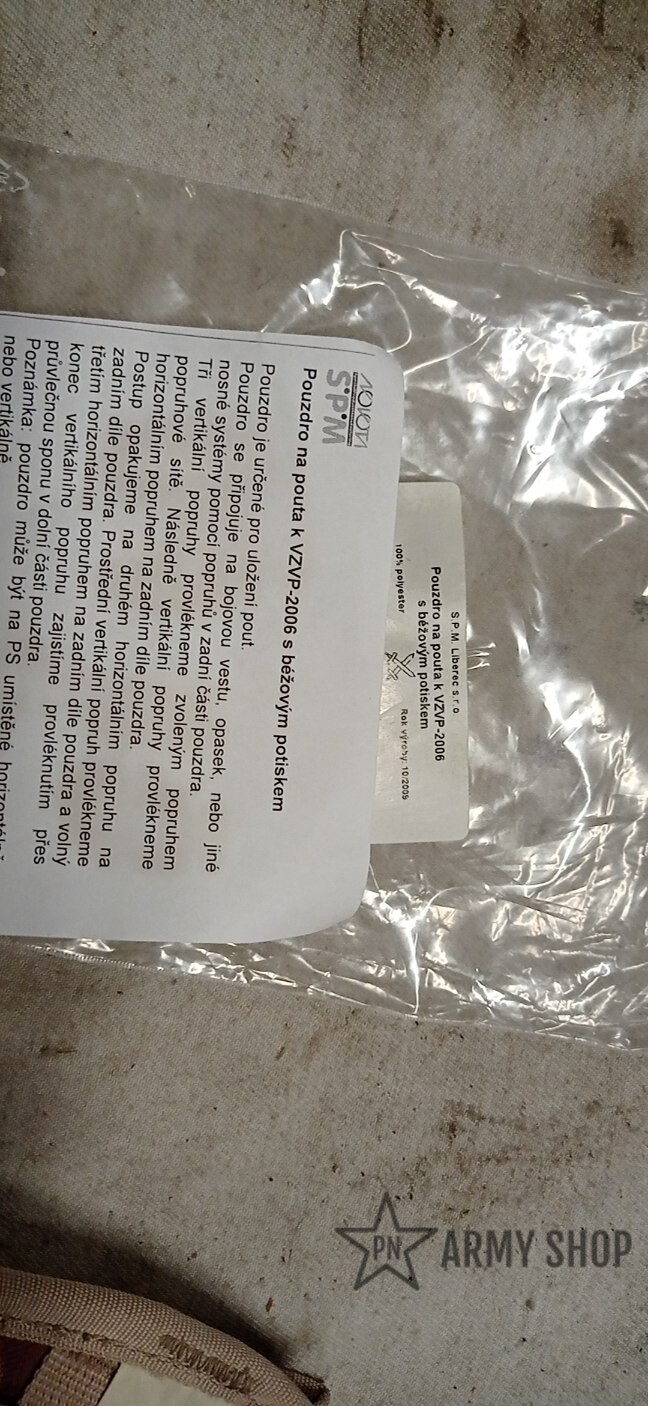 S.P.M
Pouzdro na pouta k VZVP-2006 s béžovým potiskem
Pouzdro je určené pro uložení pout.
Pouzdro se připojuje na bojovou vestu, opasek, nebo jiné
nosné systémy pomocí popruhů v zadní části pouzdra.
Tři vertikální popruhy provlékneme zvoleným popruhem
popruhové sítě. Následně vertikální popruhy provlékneme
horizontálním popruhem na zadním díle pouzdra.
Postup opakujeme na druhém horizontálním popruhu na
zadním díle pouzdra. Prostřední vertikální popruh provlékneme
třetím horizontálním popruhem na zadním díle pouzdra a volný
konec vertikálního popruhu zajistíme provléknutím přes
průvlečnou sponu v dolní části pouzdra.
Poznámka: pouzdro může být na PS umístěné horizontálně
nebo vertikálně
S.P.M. Liberec s.r.o
Pouzdro na pouta k VZVP-2006
s béžovým potiskem
100% polyester
Rok výroby: 10/2009
PN ARMY SHOP